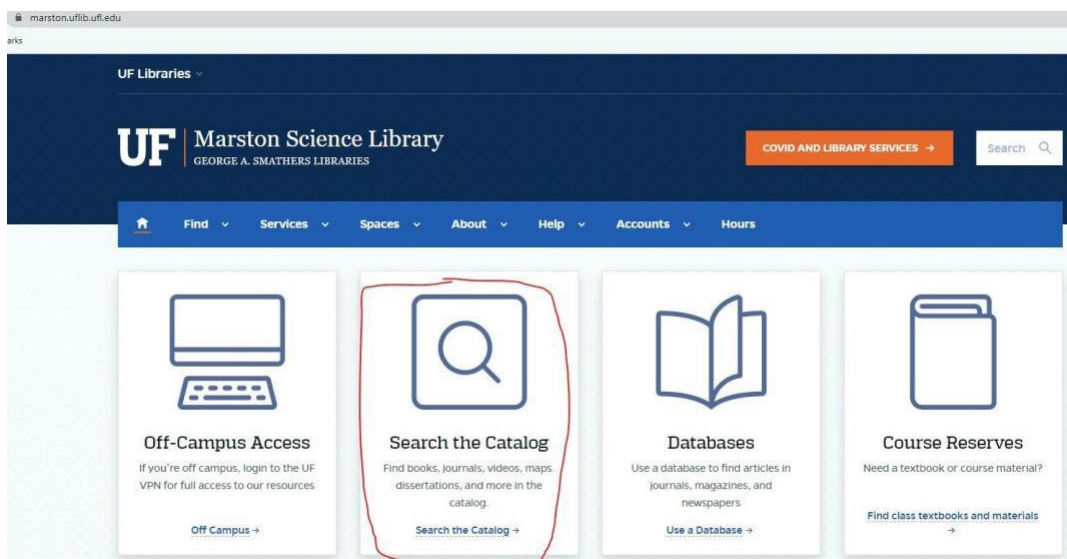 marston.uflib.ufl.edu
arks
UF Libraries
UF Marston Science Library
GEORGE A. SMATHERS LIBRARIES
COVID AND LIBRARY SERVICES →
Search
Find Services Spaces About Help Accounts Hours
Off-Campus Access
If you're off campus, login to the UF
VPN for full access to our resources
Off Campus →
Search the Catalog
Find books, journals, videos, maps,
dissertations, and more in the
catalog.
Search the Catalog →
Databases
Use a database to find articles in
journals, magazines, and
newspapers
Use a Database →
Course Reserves
Need a textbook or course material?
Find class textbooks and materials
→